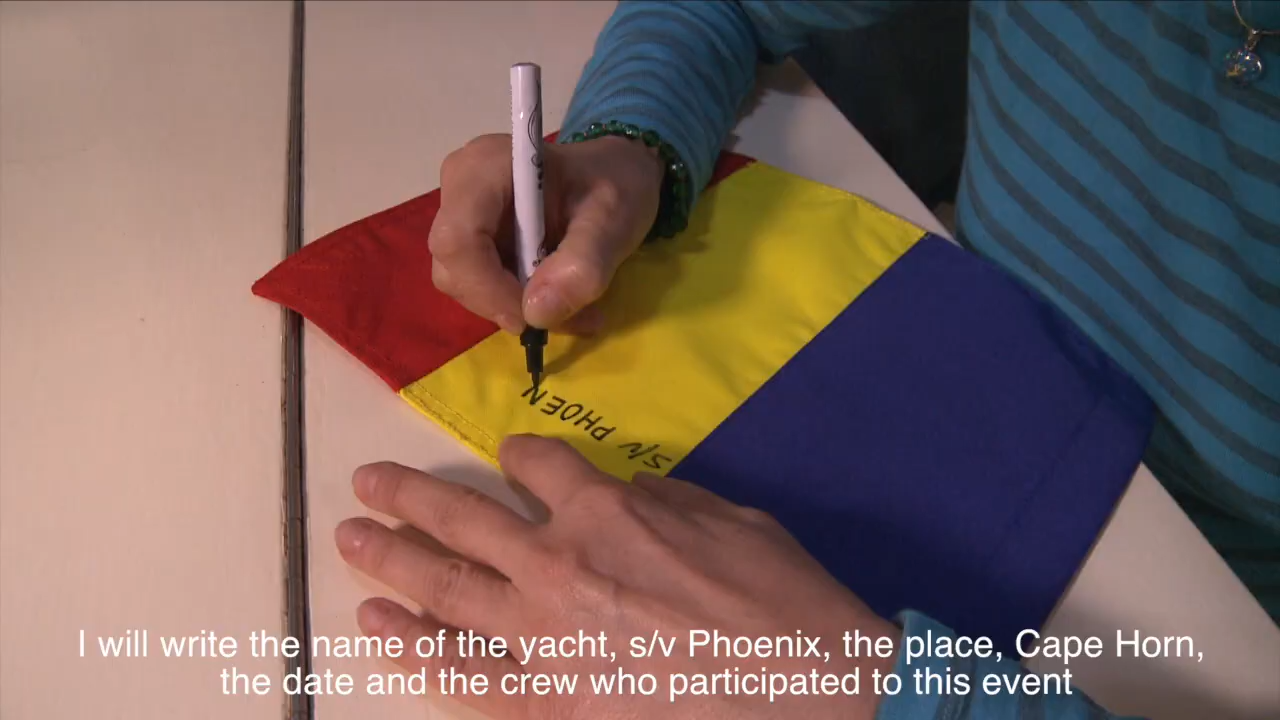 s/v PHOEN
I will write the name of the yacht, s/v Phoenix, the place, Cape Horn,
the date and the crew who participated to this event